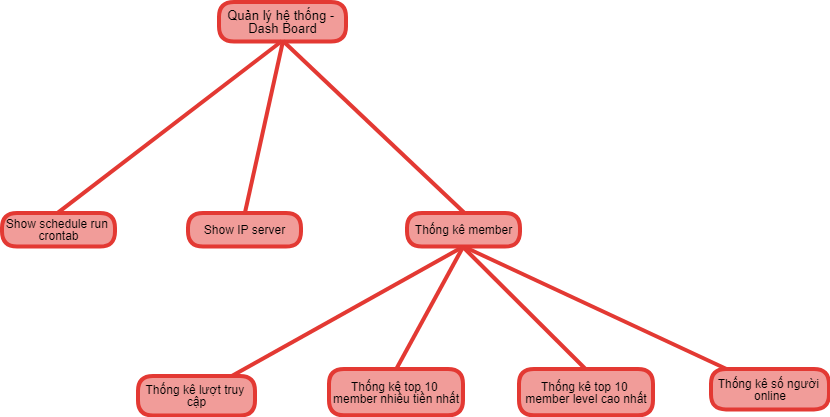 Quản lý hệ thống -
Dash Board
Show schedule run
crontab
Show IP server
Thống kê member
Thống kê lượt truy
cập
Thống kê top 10
member nhiều tiền nhất
Thống kê top 10
member level cao nhất
Thống kê số người
online